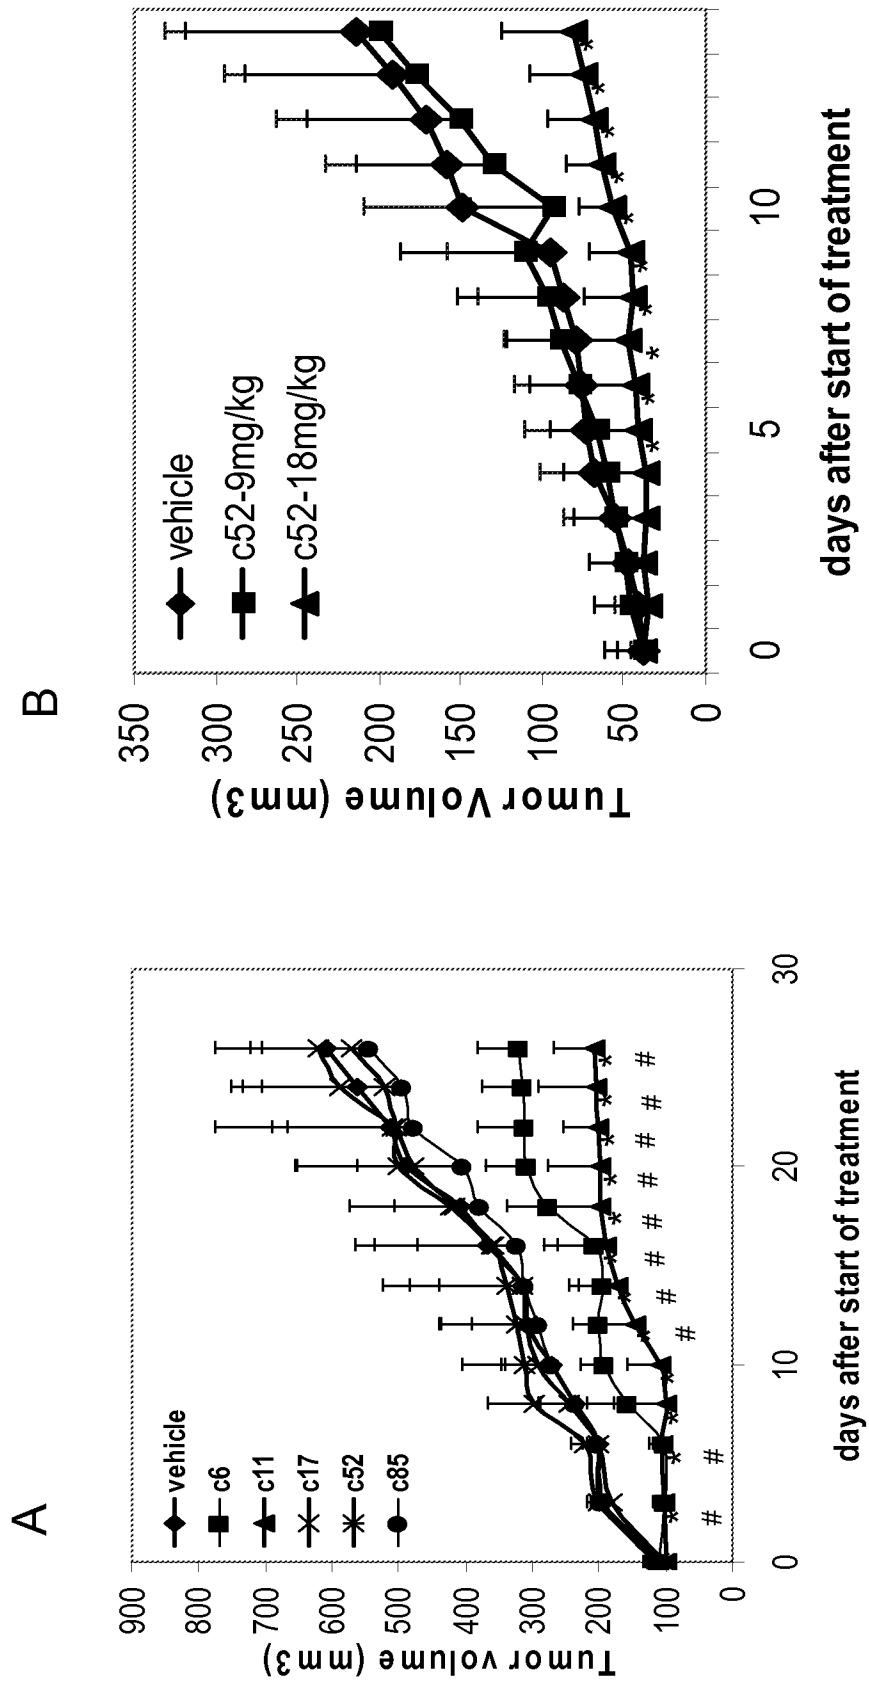 A
Tumor volume (mm3)
900
800
700
600
500
400
300
200
100
0
vehicle
c6
c11
c17
c52
c85
* * * * * * * * * * * *
# # # # # # # # # #
0 10 20 30
days after start of treatment
B
Tumor Volume (mm3)
350
300
250
200
150
100
50
0
vehicle
c52-9mg/kg
c52-18mg/kg
* * * * * * * * * *
0 5 10
days after start of treatment